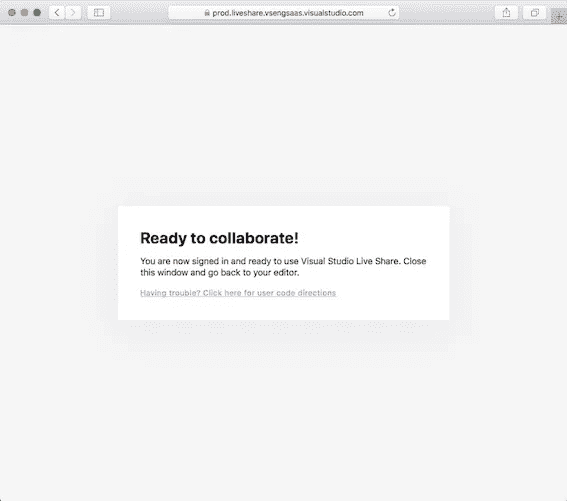 prod.liveshare.vsengsaas.visualstudio.com
Ready to collaborate!
You are now signed in and ready to use Visual Studio Live Share. Close
this window and go back to your editor.
Having trouble? Click here for user code directions